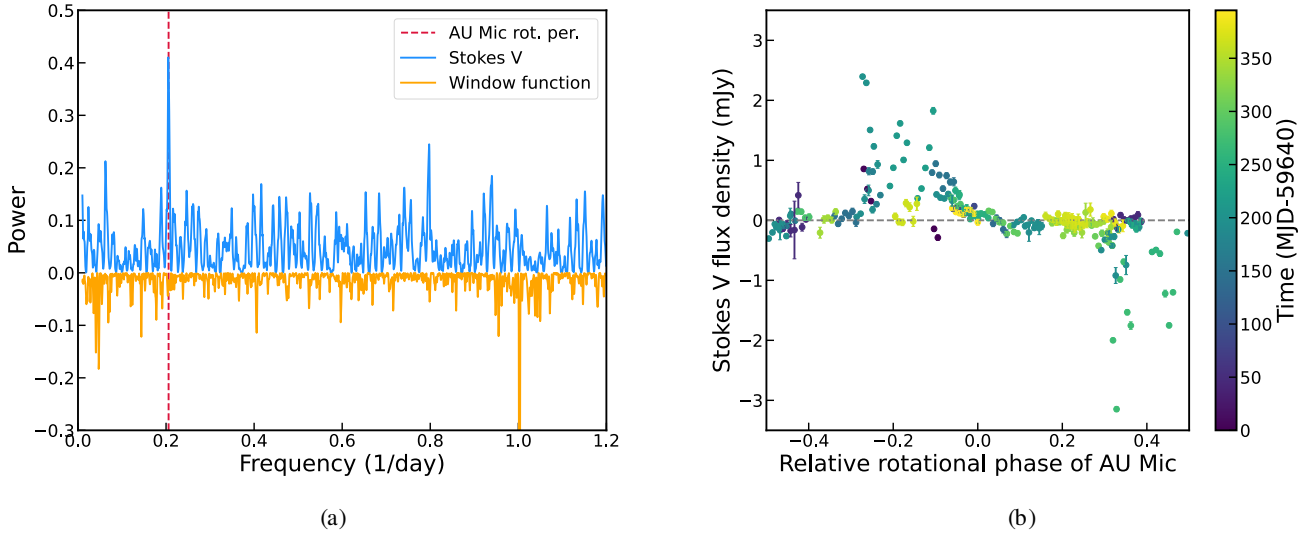 0.5
0.4
0.3
0.2
0.1
0.0
−0.1
−0.2
−0.3
Power
0.0 0.2 0.4 0.6 0.8 1.0 1.2
Frequency (1/day)
AU Mic rot. per.
Stokes V
Window function
(a)
3
2
1
0
−1
−2
−3
Stokes V flux density (mJy)
−0.4 −0.2 0.0 0.2 0.4
Relative rotational phase of AU Mic
350
300
250
200
150
100
50
0
Time (MJD-59640)
(b)